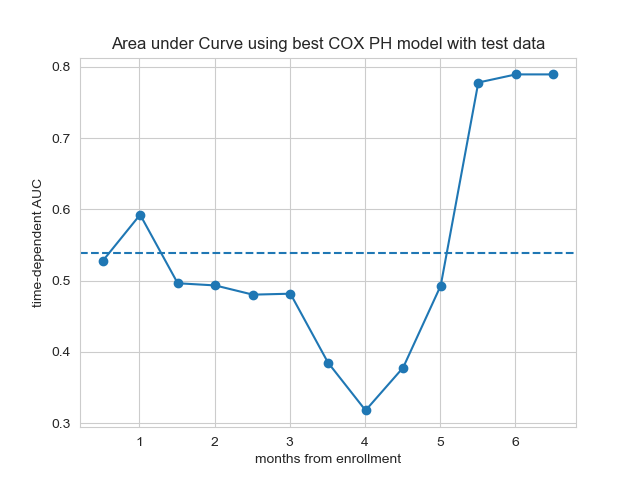 Area under Curve using best COX PH model with test data
time-dependent AUC
0.8
0.7
0.6
0.5
0.4
0.3
1 2 3 4 5 6
months from enrollment